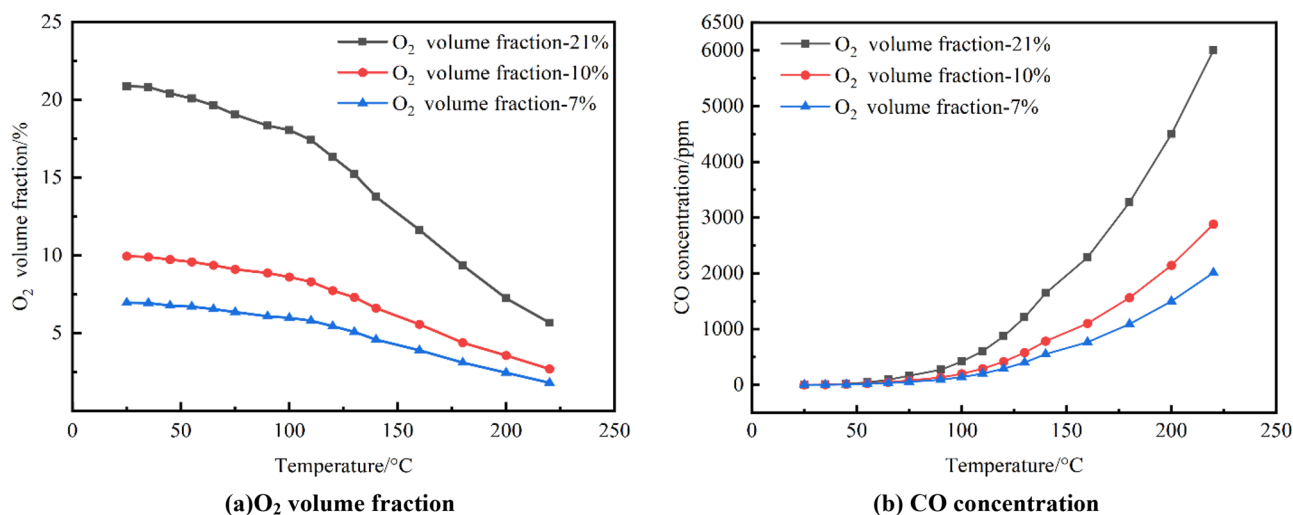 25
20
15
10
5
O₂ volume fraction/%
O₂ volume fraction-21%
O₂ volume fraction-10%
O₂ volume fraction-7%
0 50 100 150 200 250
Temperature/°C
(a)O₂ volume fraction
6500
6000
5000
4000
3000
2000
1000
0
CO concentration/ppm
O₂ volume fraction-21%
O₂ volume fraction-10%
O₂ volume fraction-7%
0 50 100 150 200 250
Temperature/°C
(b) CO concentration